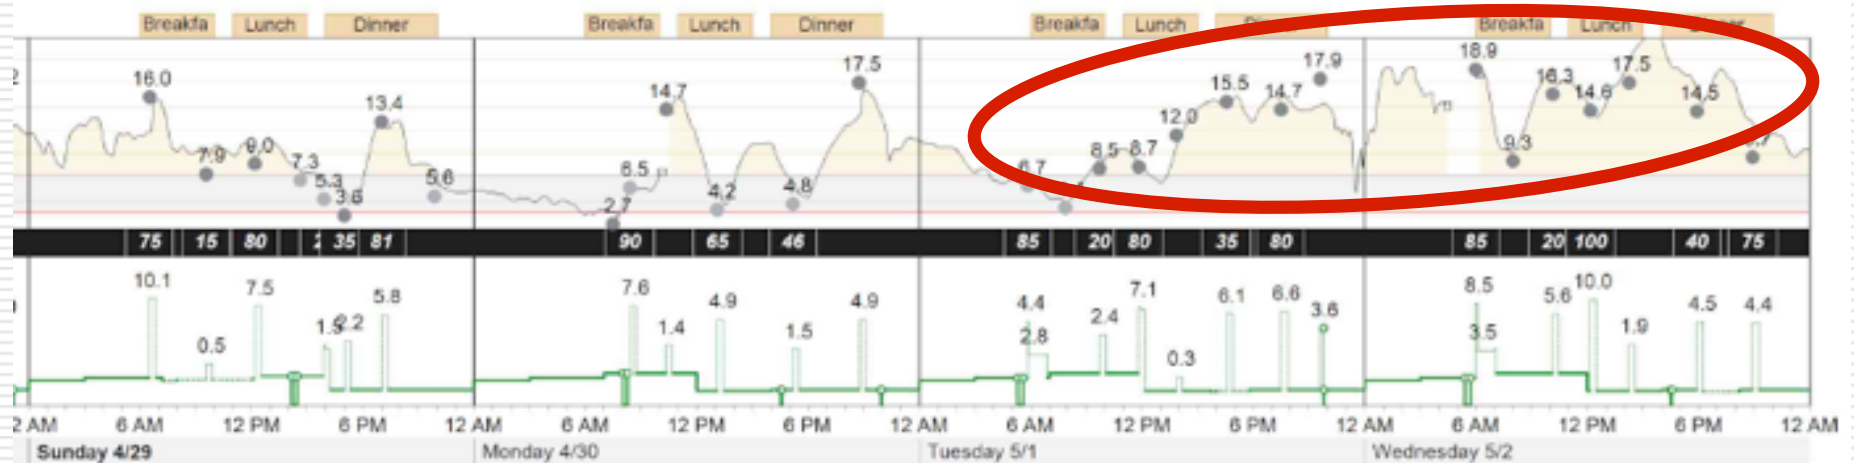 Breakfa Lunch Dinner Breakfa Lunch Dinner Breakfa Lunch Breakfa Lunch
16.0 7.9 9.0 7.3 5.3 3.6 13.4 5.6 2.7 6.5 14.7 4.2 4.8 17.5 6.7 8.5 8.7 12.0 15.5 14.7 17.9 18.9 9.3 16.3 14.6 17.5 14.5
75 15 80 2 35 81 90 65 46 85 20 80 35 80 85 20 100 40 75
10.1 0.5 7.5 1.5 2.2 5.8 7.6 1.4 4.9 1.5 4.9 4.4 2.8 2.4 7.1 0.3 6.1 6.6 3.6 8.5 3.5 5.6 10.0 1.9 4.5 4.4
2 AM 6 AM 12 PM 6 PM 12 AM 6 AM 12 PM 6 PM 12 AM 6 AM 12 PM 6 PM 12 AM 6 AM 12 PM 6 PM 12 AM
Sunday 4/29 Monday 4/30 Tuesday 5/1 Wednesday 5/2